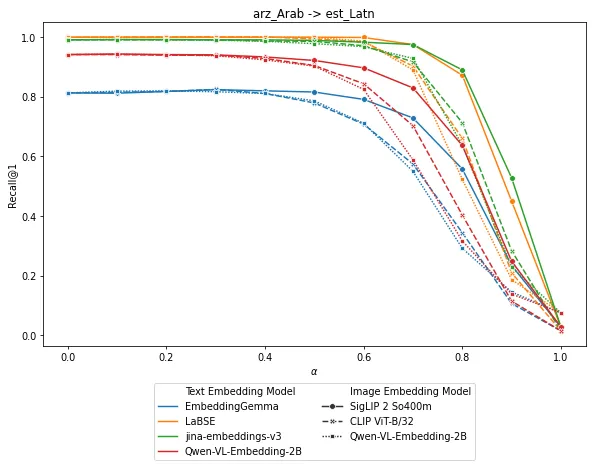 arz_Arab -> est_Latn
Recall@1
1.0
0.8
0.6
0.4
0.2
0.0
0.0 0.2 0.4 0.6 0.8 1.0
α
Text Embedding Model Image Embedding Model
EmbeddingGemma SigLIP 2 So400m
LaBSE CLIP ViT-B/32
jina-embeddings-v3 Qwen-VL-Embedding-2B
Qwen-VL-Embedding-2B